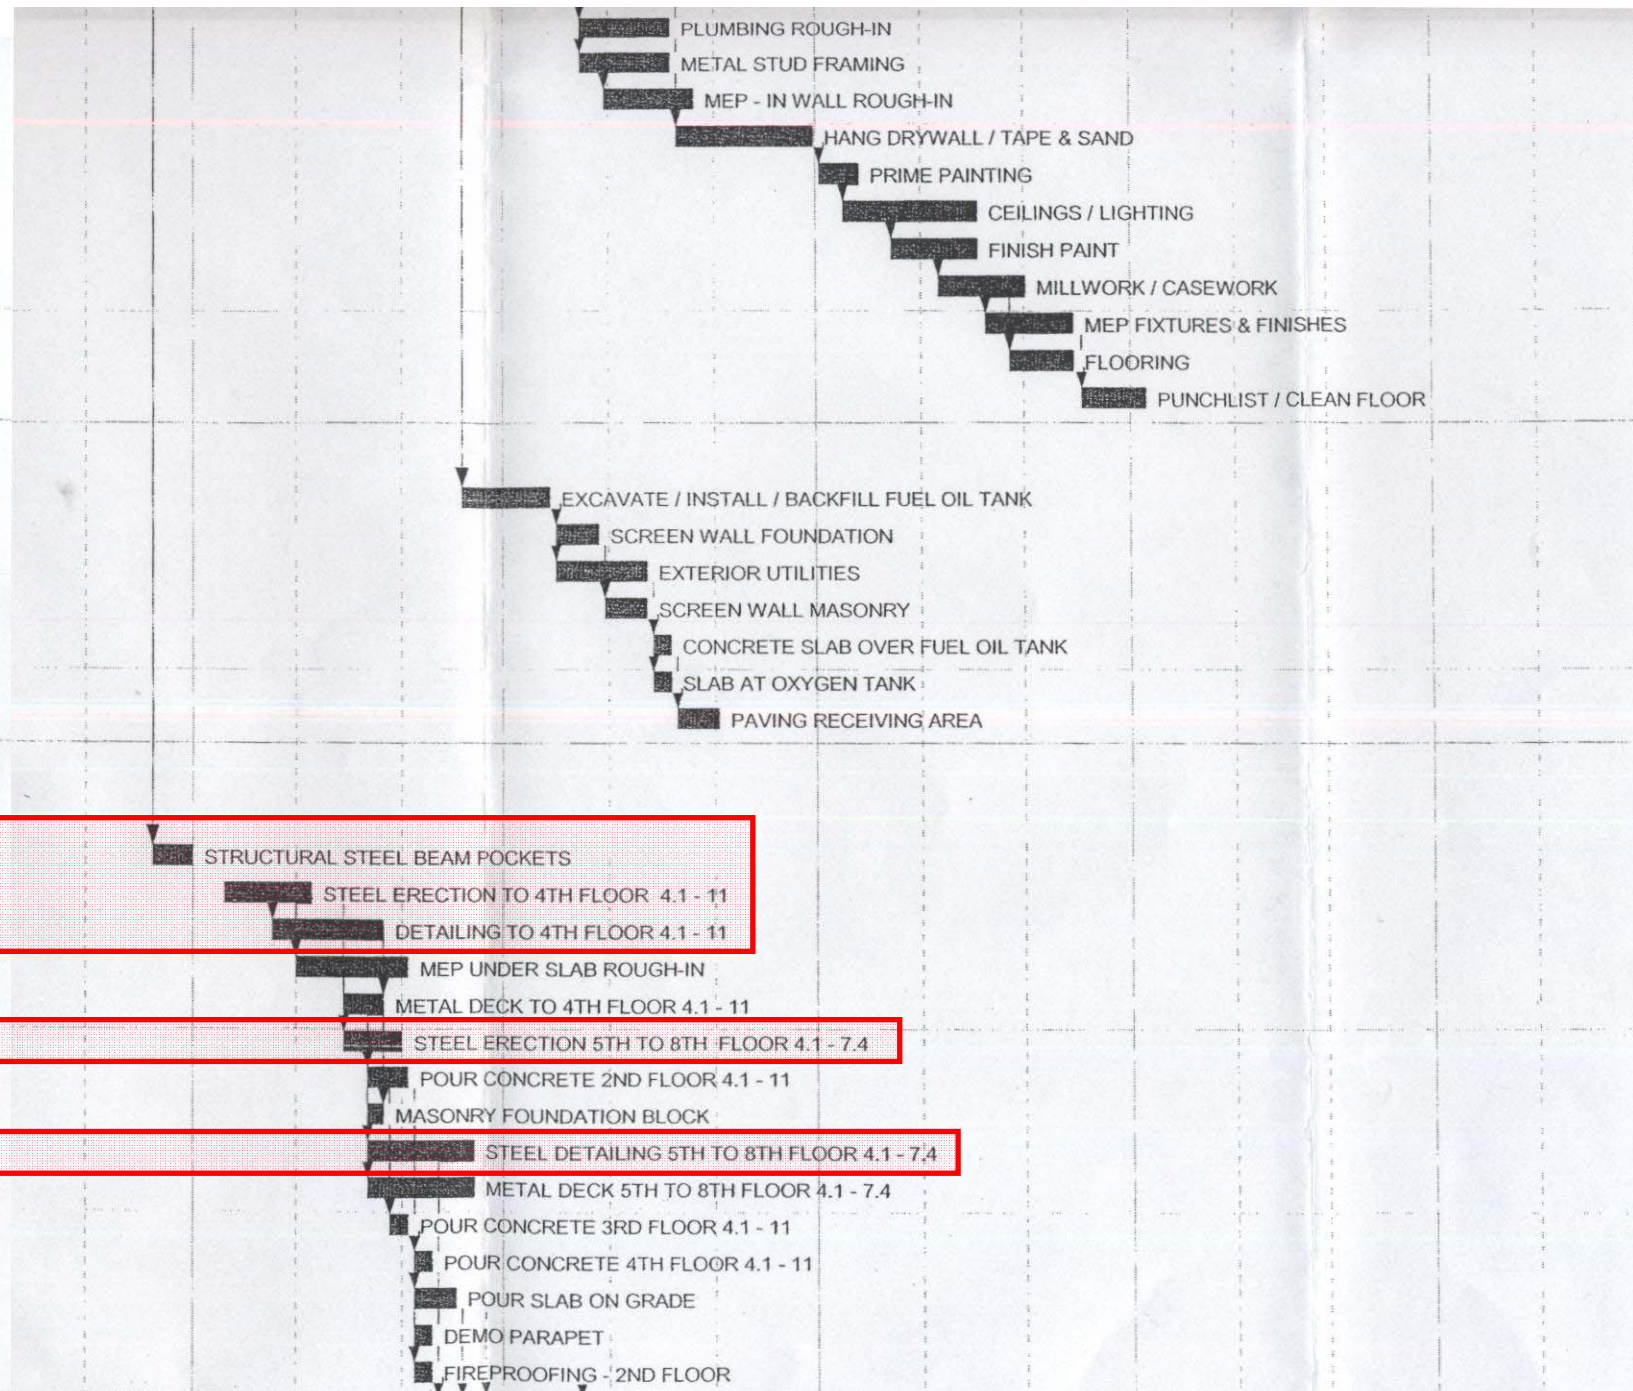 PLUMBING ROUGH-IN
METAL STUD FRAMING
MEP - IN WALL ROUGH-IN
HANG DRYWALL / TAPE & SAND
PRIME PAINTING
CEILINGS / LIGHTING
FINISH PAINT
MILLWORK / CASEWORK
MEP FIXTURES & FINISHES
FLOORING
PUNCHLIST / CLEAN FLOOR
EXCAVATE / INSTALL / BACKFILL FUEL OIL TANK
SCREEN WALL FOUNDATION
EXTERIOR UTILITIES
SCREEN WALL MASONRY
CONCRETE SLAB OVER FUEL OIL TANK
SLAB AT OXYGEN TANK
PAVING RECEIVING AREA
STRUCTURAL STEEL BEAM POCKETS
STEEL ERECTION TO 4TH FLOOR 4.1 - 11
DETAILING TO 4TH FLOOR 4.1 - 11
MEP UNDER SLAB ROUGH-IN
METAL DECK TO 4TH FLOOR 4.1 - 11
STEEL ERECTION 5TH TO 8TH FLOOR 4.1 - 7.4
POUR CONCRETE 2ND FLOOR 4.1 - 11
MASONRY FOUNDATION BLOCK
STEEL DETAILING 5TH TO 8TH FLOOR 4.1 - 7.4
METAL DECK 5TH TO 8TH FLOOR 4.1 - 7.4
POUR CONCRETE 3RD FLOOR 4.1 - 11
POUR CONCRETE 4TH FLOOR 4.1 - 11
POUR SLAB ON GRADE
DEMO PARAPET
FIREPROOFING - 2ND FLOOR